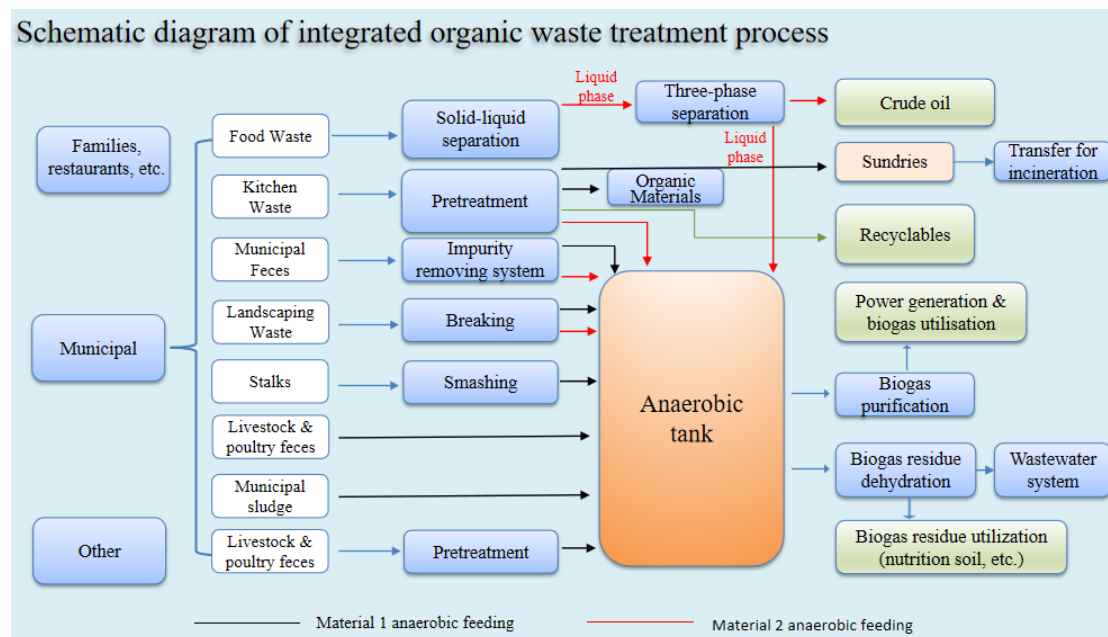 Schematic diagram of integrated organic waste treatment process
Families,
restaurants, etc.
Municipal
Other
Food Waste
Kitchen
Waste
Municipal
Feces
Landscaping
Waste
Stalks
Livestock &
poultry feces
Municipal
sludge
Livestock &
poultry feces
Solid-liquid
separation
Pretreatment
Impurity
removing system
Breaking
Smashing
Pretreatment
Liquid
phase
Three-phase
separation
Liquid
phase
Organic
Materials
Anaerobic
tank
Crude oil
Sundries
Transfer for
incineration
Recyclables
Power generation &
biogas utilisation
Biogas
purification
Biogas residue
dehydration
Wastewater
system
Biogas residue utilization
(nutrition soil, etc.)
Material 1 anaerobic feeding
Material 2 anaerobic feeding